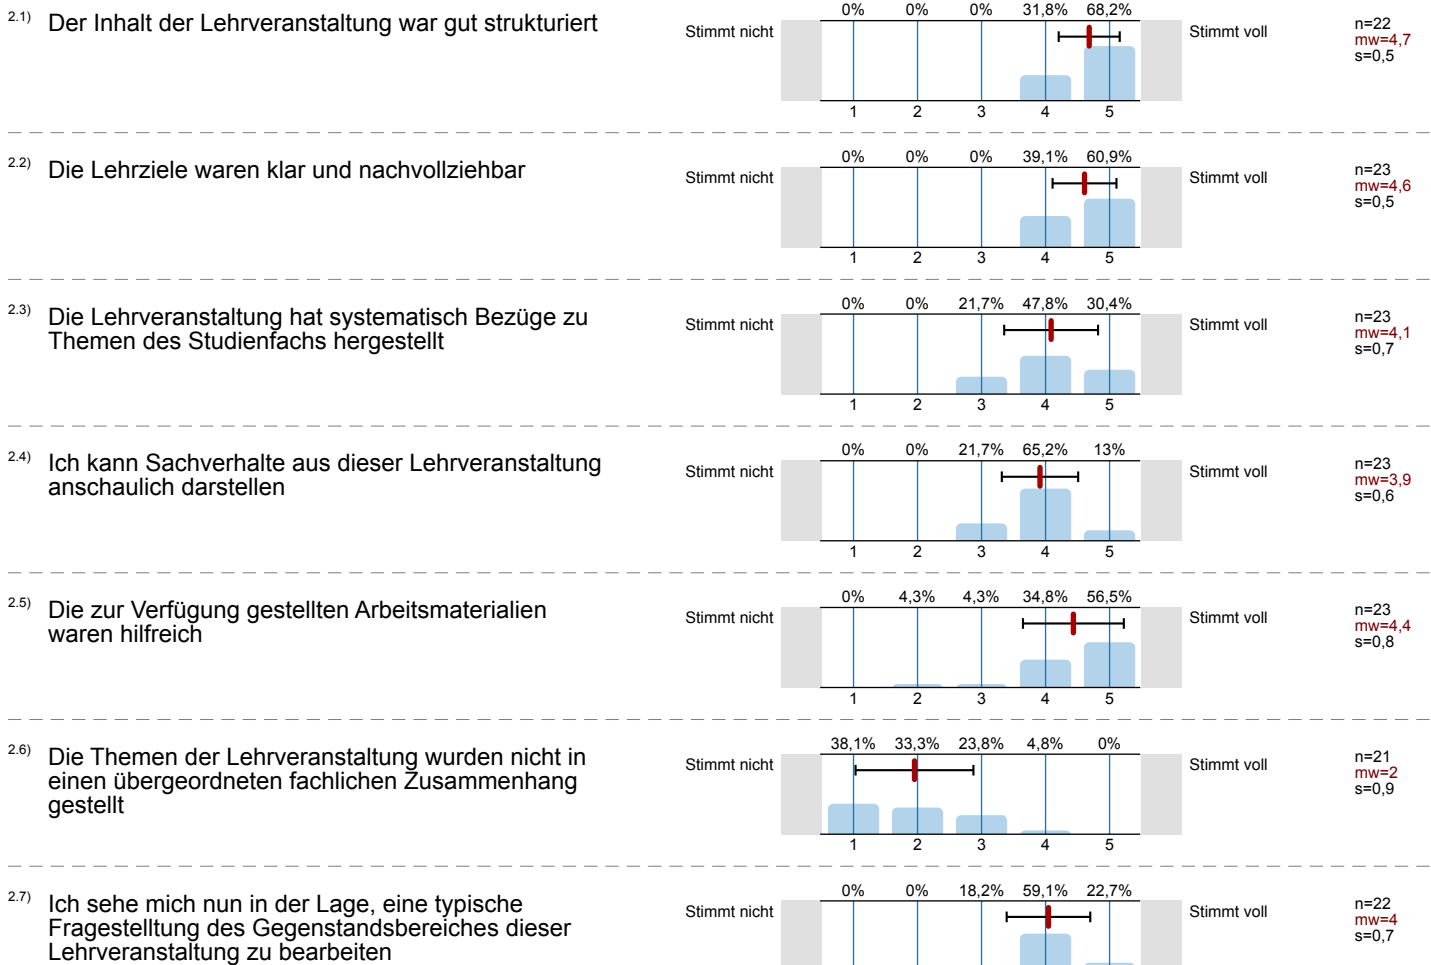 2.1) Der Inhalt der Lehrveranstaltung war gut strukturiert
Stimmt nicht
0% 0% 0% 31,8% 68,2%
1 2 3 4 5
Stimmt voll
n=22
mw=4,7
s=0,5
2.2) Die Lehrziele waren klar und nachvollziehbar
Stimmt nicht
0% 0% 0% 39,1% 60,9%
1 2 3 4 5
Stimmt voll
n=23
mw=4,6
s=0,5
2.3) Die Lehrveranstaltung hat systematisch Bezüge zu
Themen des Studienfachs hergestellt
Stimmt nicht
0% 0% 21,7% 47,8% 30,4%
1 2 3 4 5
Stimmt voll
n=23
mw=4,1
s=0,7
2.4) Ich kann Sachverhalte aus dieser Lehrveranstaltung
anschaulich darstellen
Stimmt nicht
0% 0% 21,7% 65,2% 13%
1 2 3 4 5
Stimmt voll
n=23
mw=3,9
s=0,6
2.5) Die zur Verfügung gestellten Arbeitsmaterialien
waren hilfreich
Stimmt nicht
0% 4,3% 4,3% 34,8% 56,5%
1 2 3 4 5
Stimmt voll
n=23
mw=4,4
s=0,8
2.6) Die Themen der Lehrveranstaltung wurden nicht in
einen übergeordneten fachlichen Zusammenhang
gestellt
Stimmt nicht
38,1% 33,3% 23,8% 4,8% 0%
1 2 3 4 5
Stimmt voll
n=21
mw=2
s=0,9
2.7) Ich sehe mich nun in der Lage, eine typische
Fragestelltung des Gegenstandsbereiches dieser
Lehrveranstaltung zu bearbeiten
Stimmt nicht
0% 0% 18,2% 59,1% 22,7%
Stimmt voll
n=22
mw=4
s=0,7